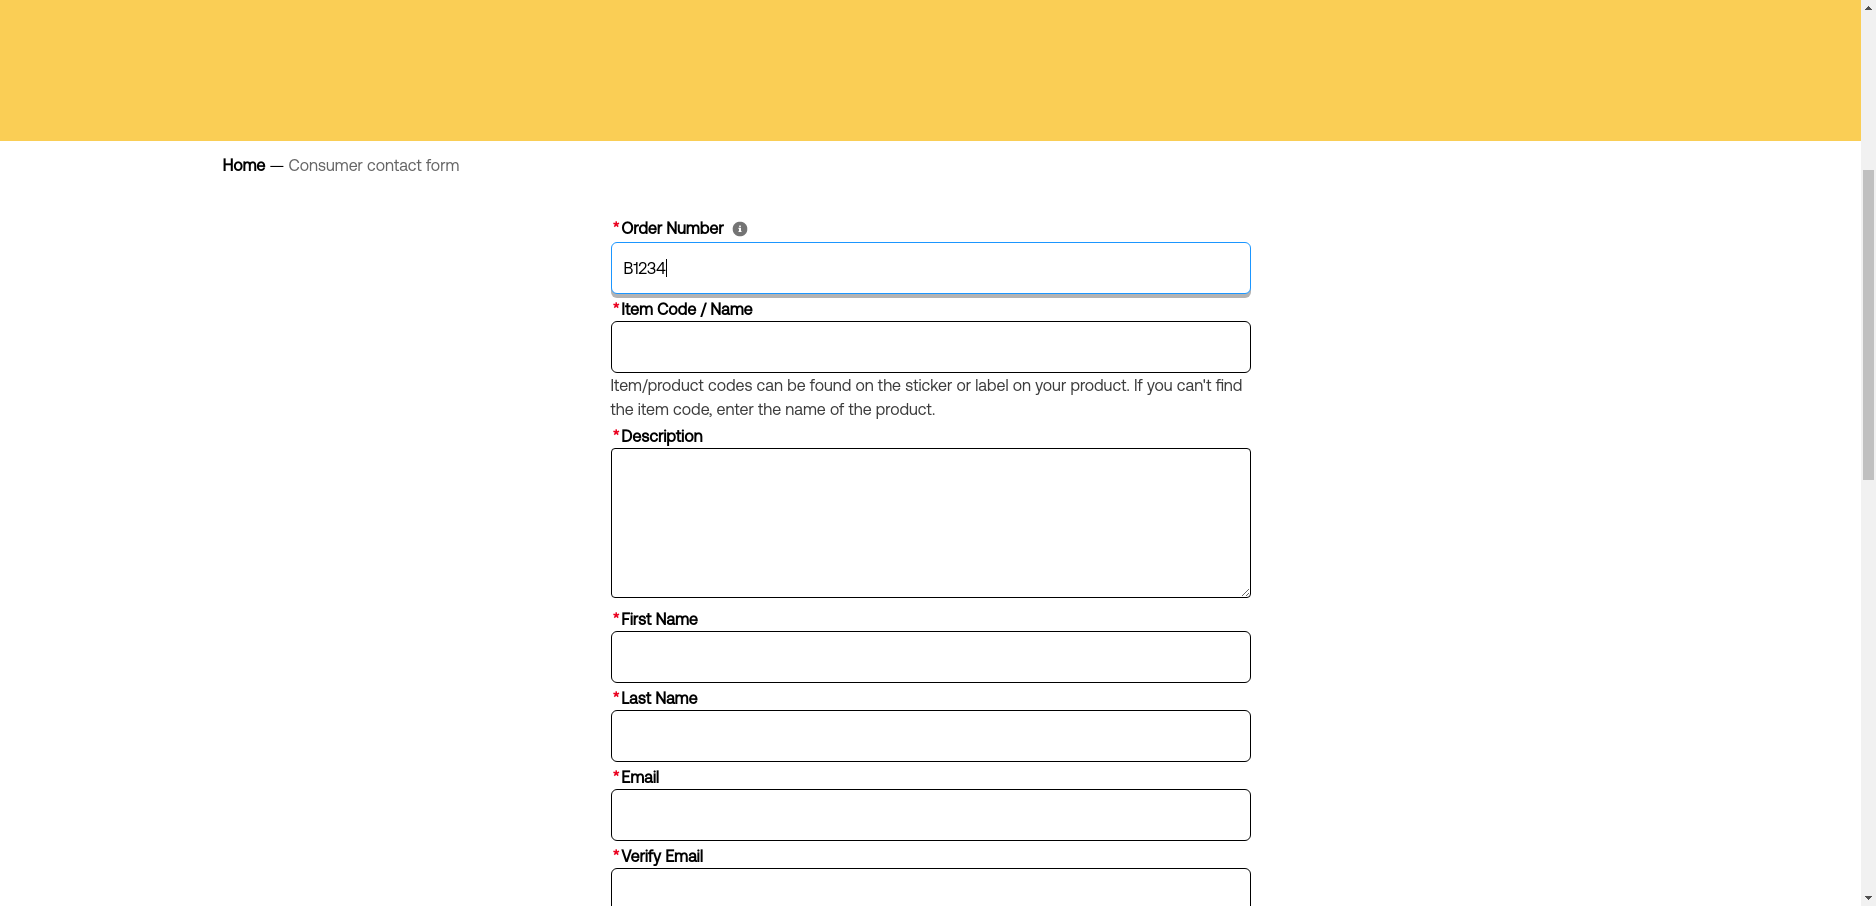 Home — Consumer contact form
*Order Number
B1234
*Item Code / Name
Item/product codes can be found on the sticker or label on your product. If you can't find
the item code, enter the name of the product.
*Description
*First Name
*Last Name
*Email
*Verify Email